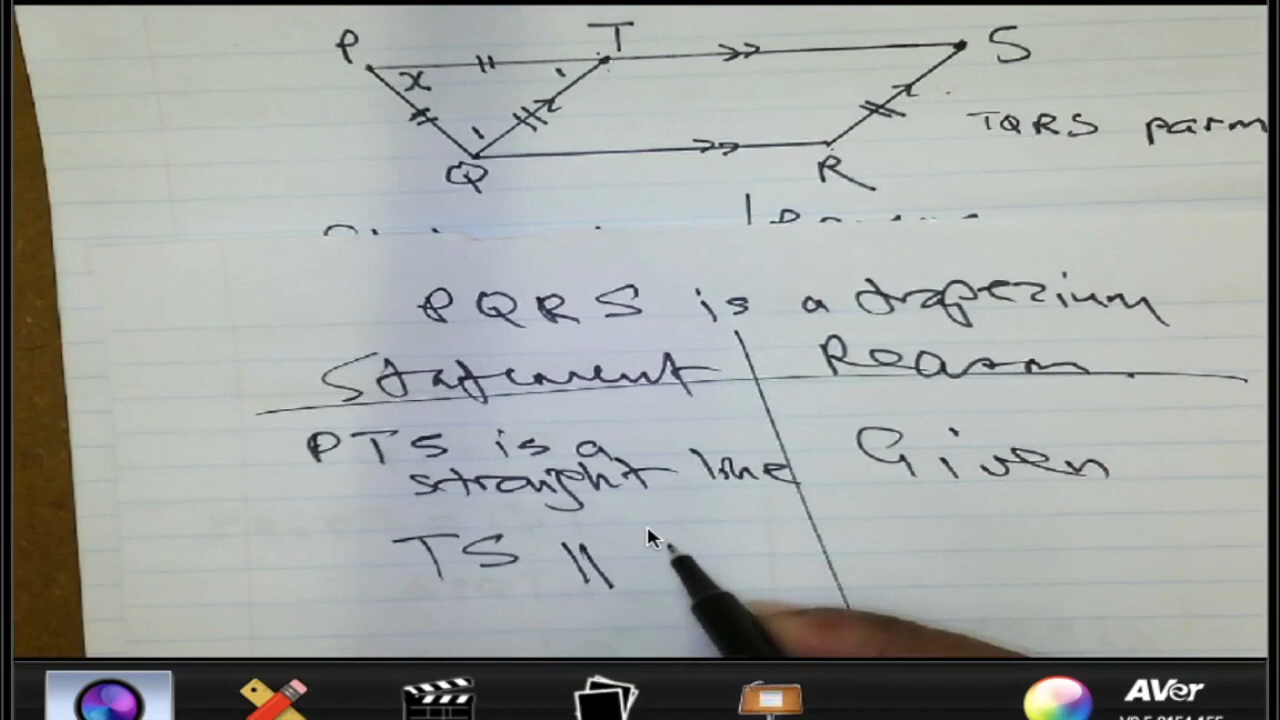 P T S
x
TQRS parm
Q R
PQRS is a trapezium
Statement Reason
PTS is a Given
straight line
TS ||
AVer